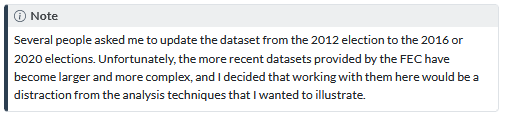 Note
Several people asked me to update the dataset from the 2012 election to the 2016 or
2020 elections. Unfortunately, the more recent datasets provided by the FEC have
become larger and more complex, and I decided that working with them here would be a
distraction from the analysis techniques that I wanted to illustrate.